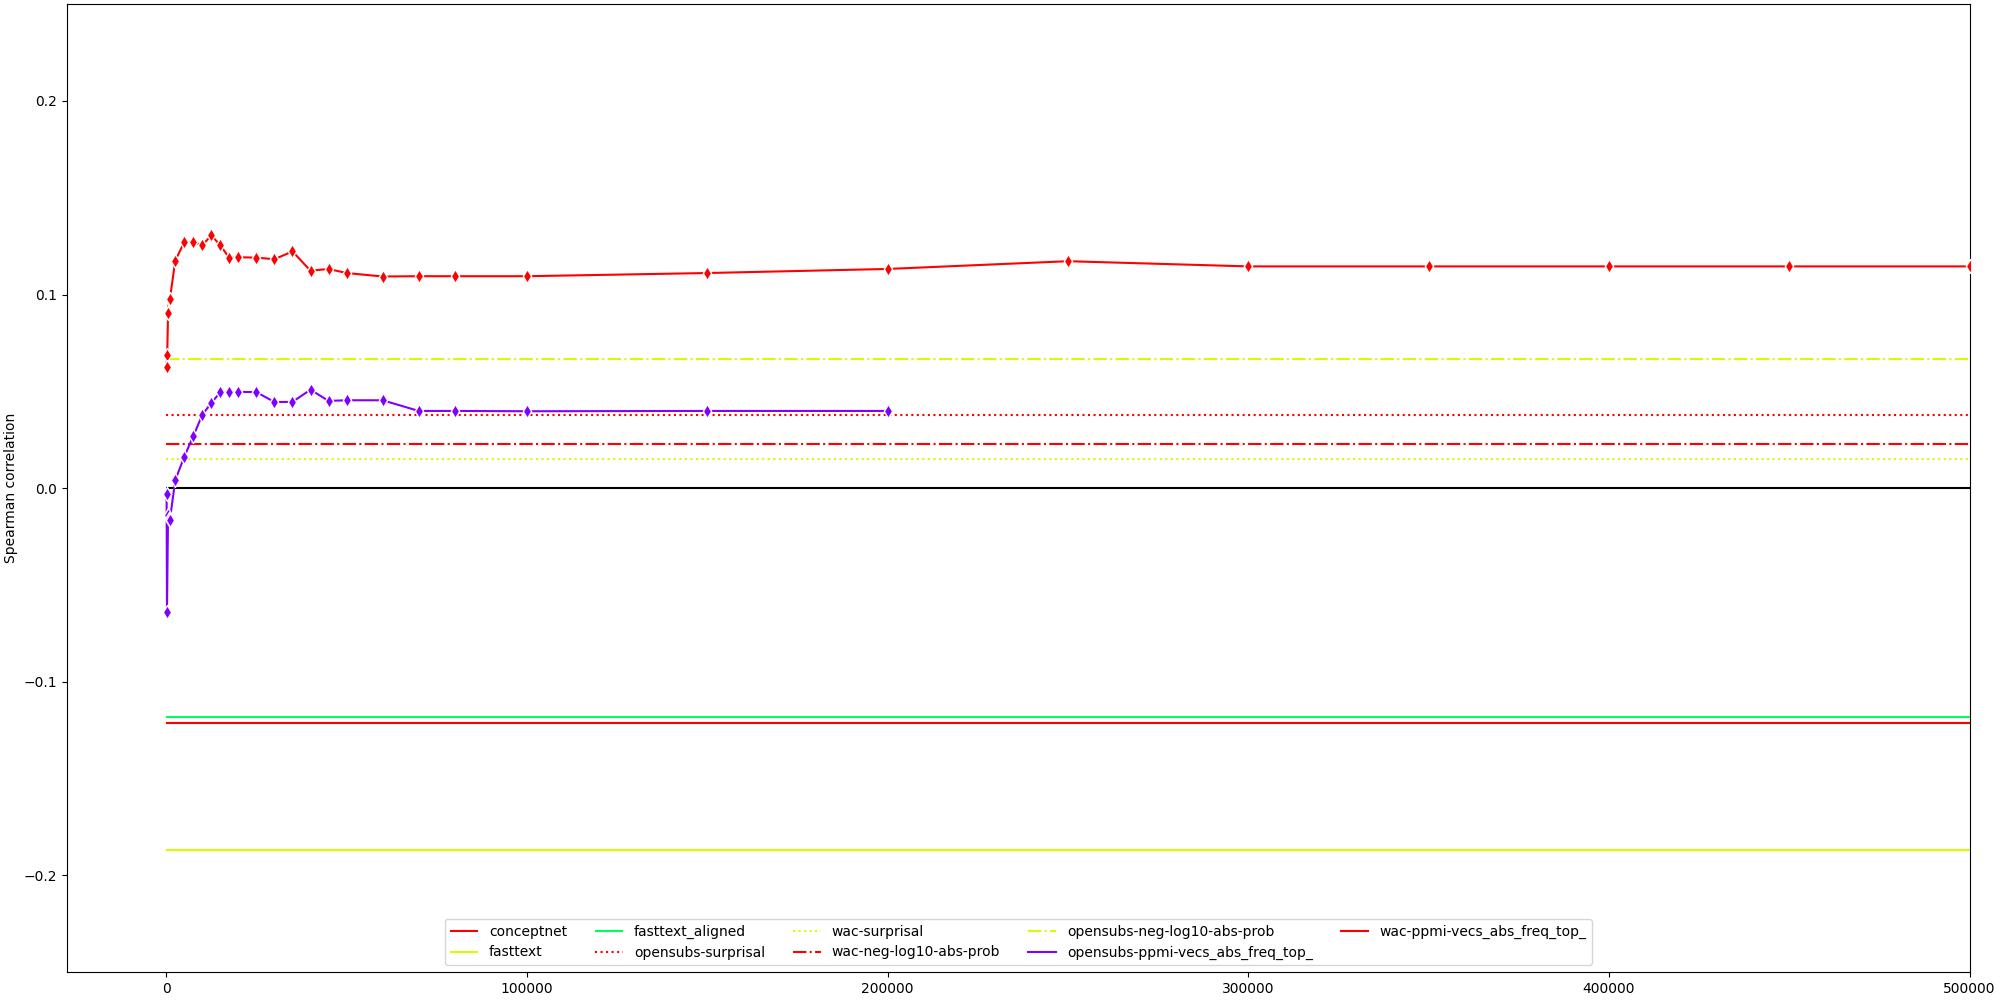 Spearman correlation
0.2
0.1
0.0
−0.1
−0.2
conceptnet
fasttext
fasttext_aligned
opensubs-surprisal
wac-surprisal
wac-neg-log10-abs-prob
opensubs-neg-log10-abs-prob
opensubs-ppmi-vecs_abs_freq_top_
wac-ppmi-vecs_abs_freq_top_
0 100000 200000 300000 400000 500000